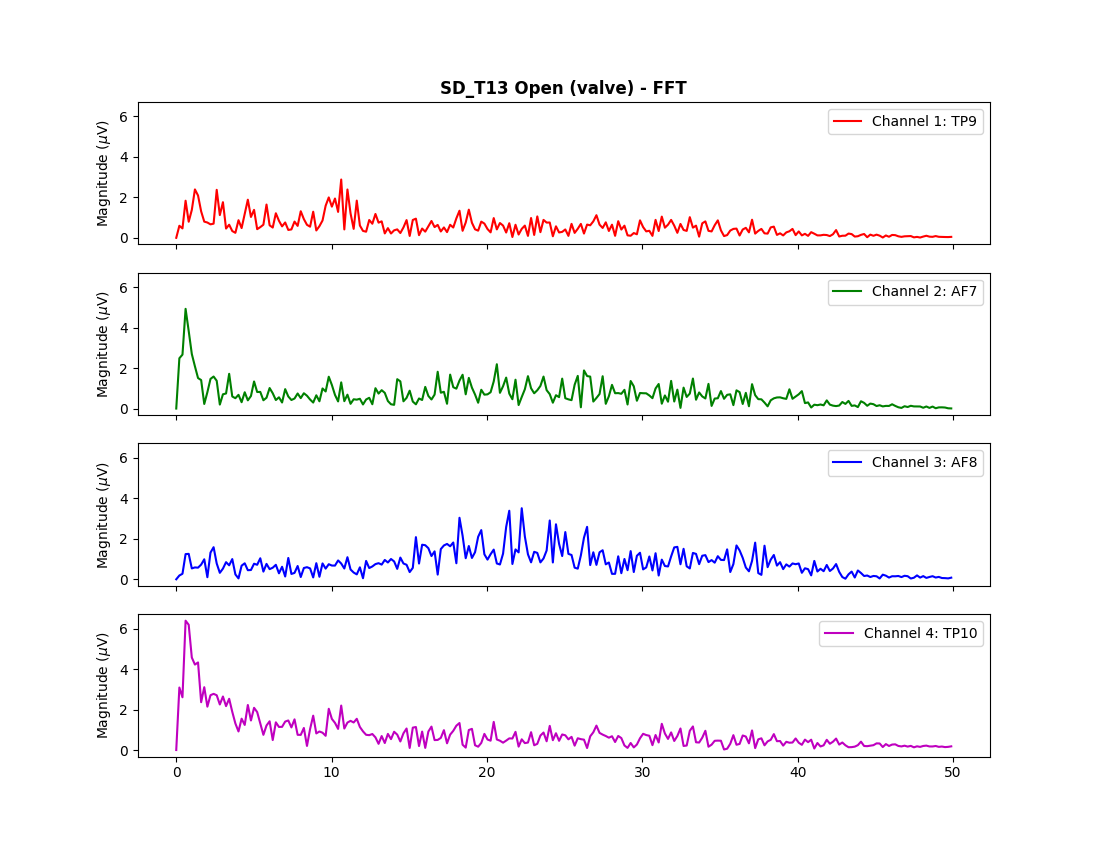 SD_T13 Open (valve) - FFT
Magnitude (μV)
6
4
2
0
Channel 1: TP9
Magnitude (μV)
6
4
2
0
Channel 2: AF7
Magnitude (μV)
6
4
2
0
Channel 3: AF8
Magnitude (μV)
6
4
2
0
Channel 4: TP10
0 10 20 30 40 50